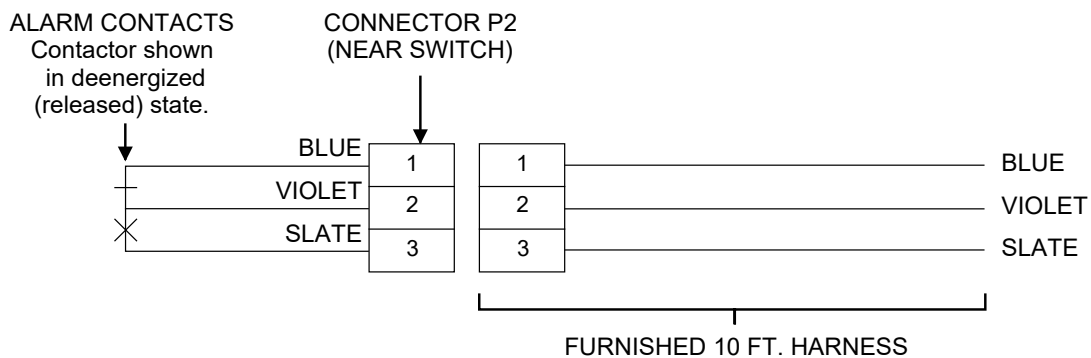 ALARM CONTACTS
Contactor shown
in deenergized
(released) state.
CONNECTOR P2
(NEAR SWITCH)
BLUE
VIOLET
SLATE
1
2
3
1
2
3
BLUE
VIOLET
SLATE
FURNISHED 10 FT. HARNESS